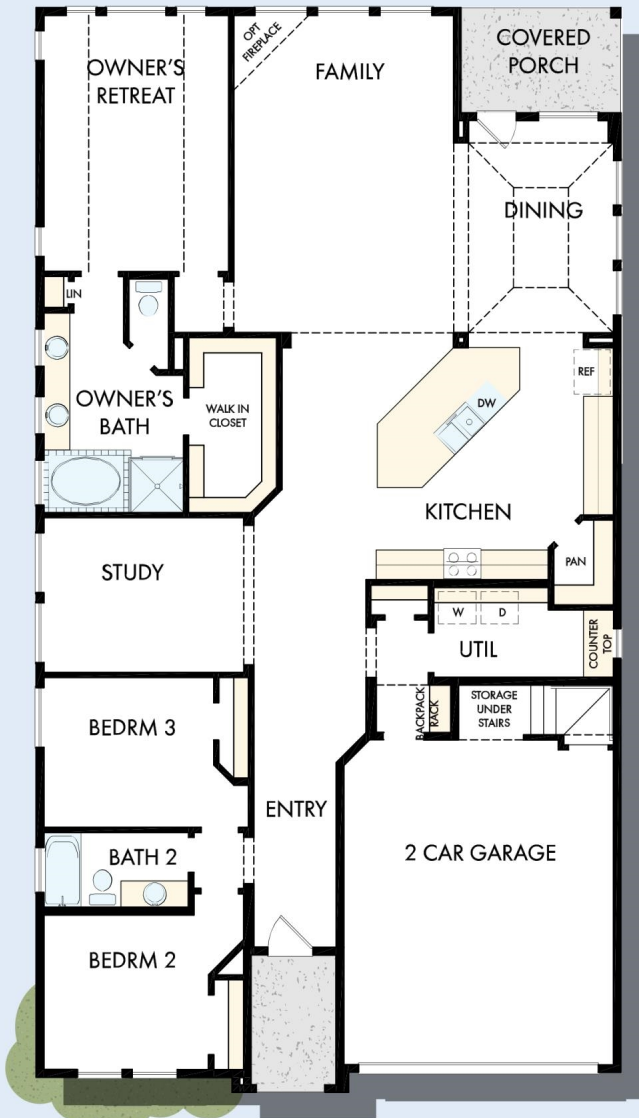 COVERED
PORCH
OPT
FIREPLACE
OWNER'S
RETREAT
FAMILY
DINING
LIN
REF
DW
OWNER'S
BATH
WALK IN
CLOSET
KITCHEN
PAN
STUDY
W
D
UTIL
COUNTER
TOP
BACKPACK
RACK
STORAGE
UNDER
STAIRS
BEDRM 3
ENTRY
2 CAR GARAGE
BATH 2
BEDRM 2